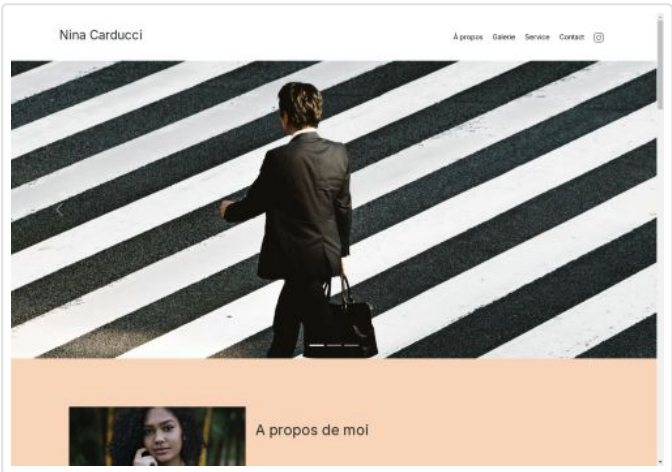 Nina Carducci
À propos Galerie Service Contact
A propos de moi